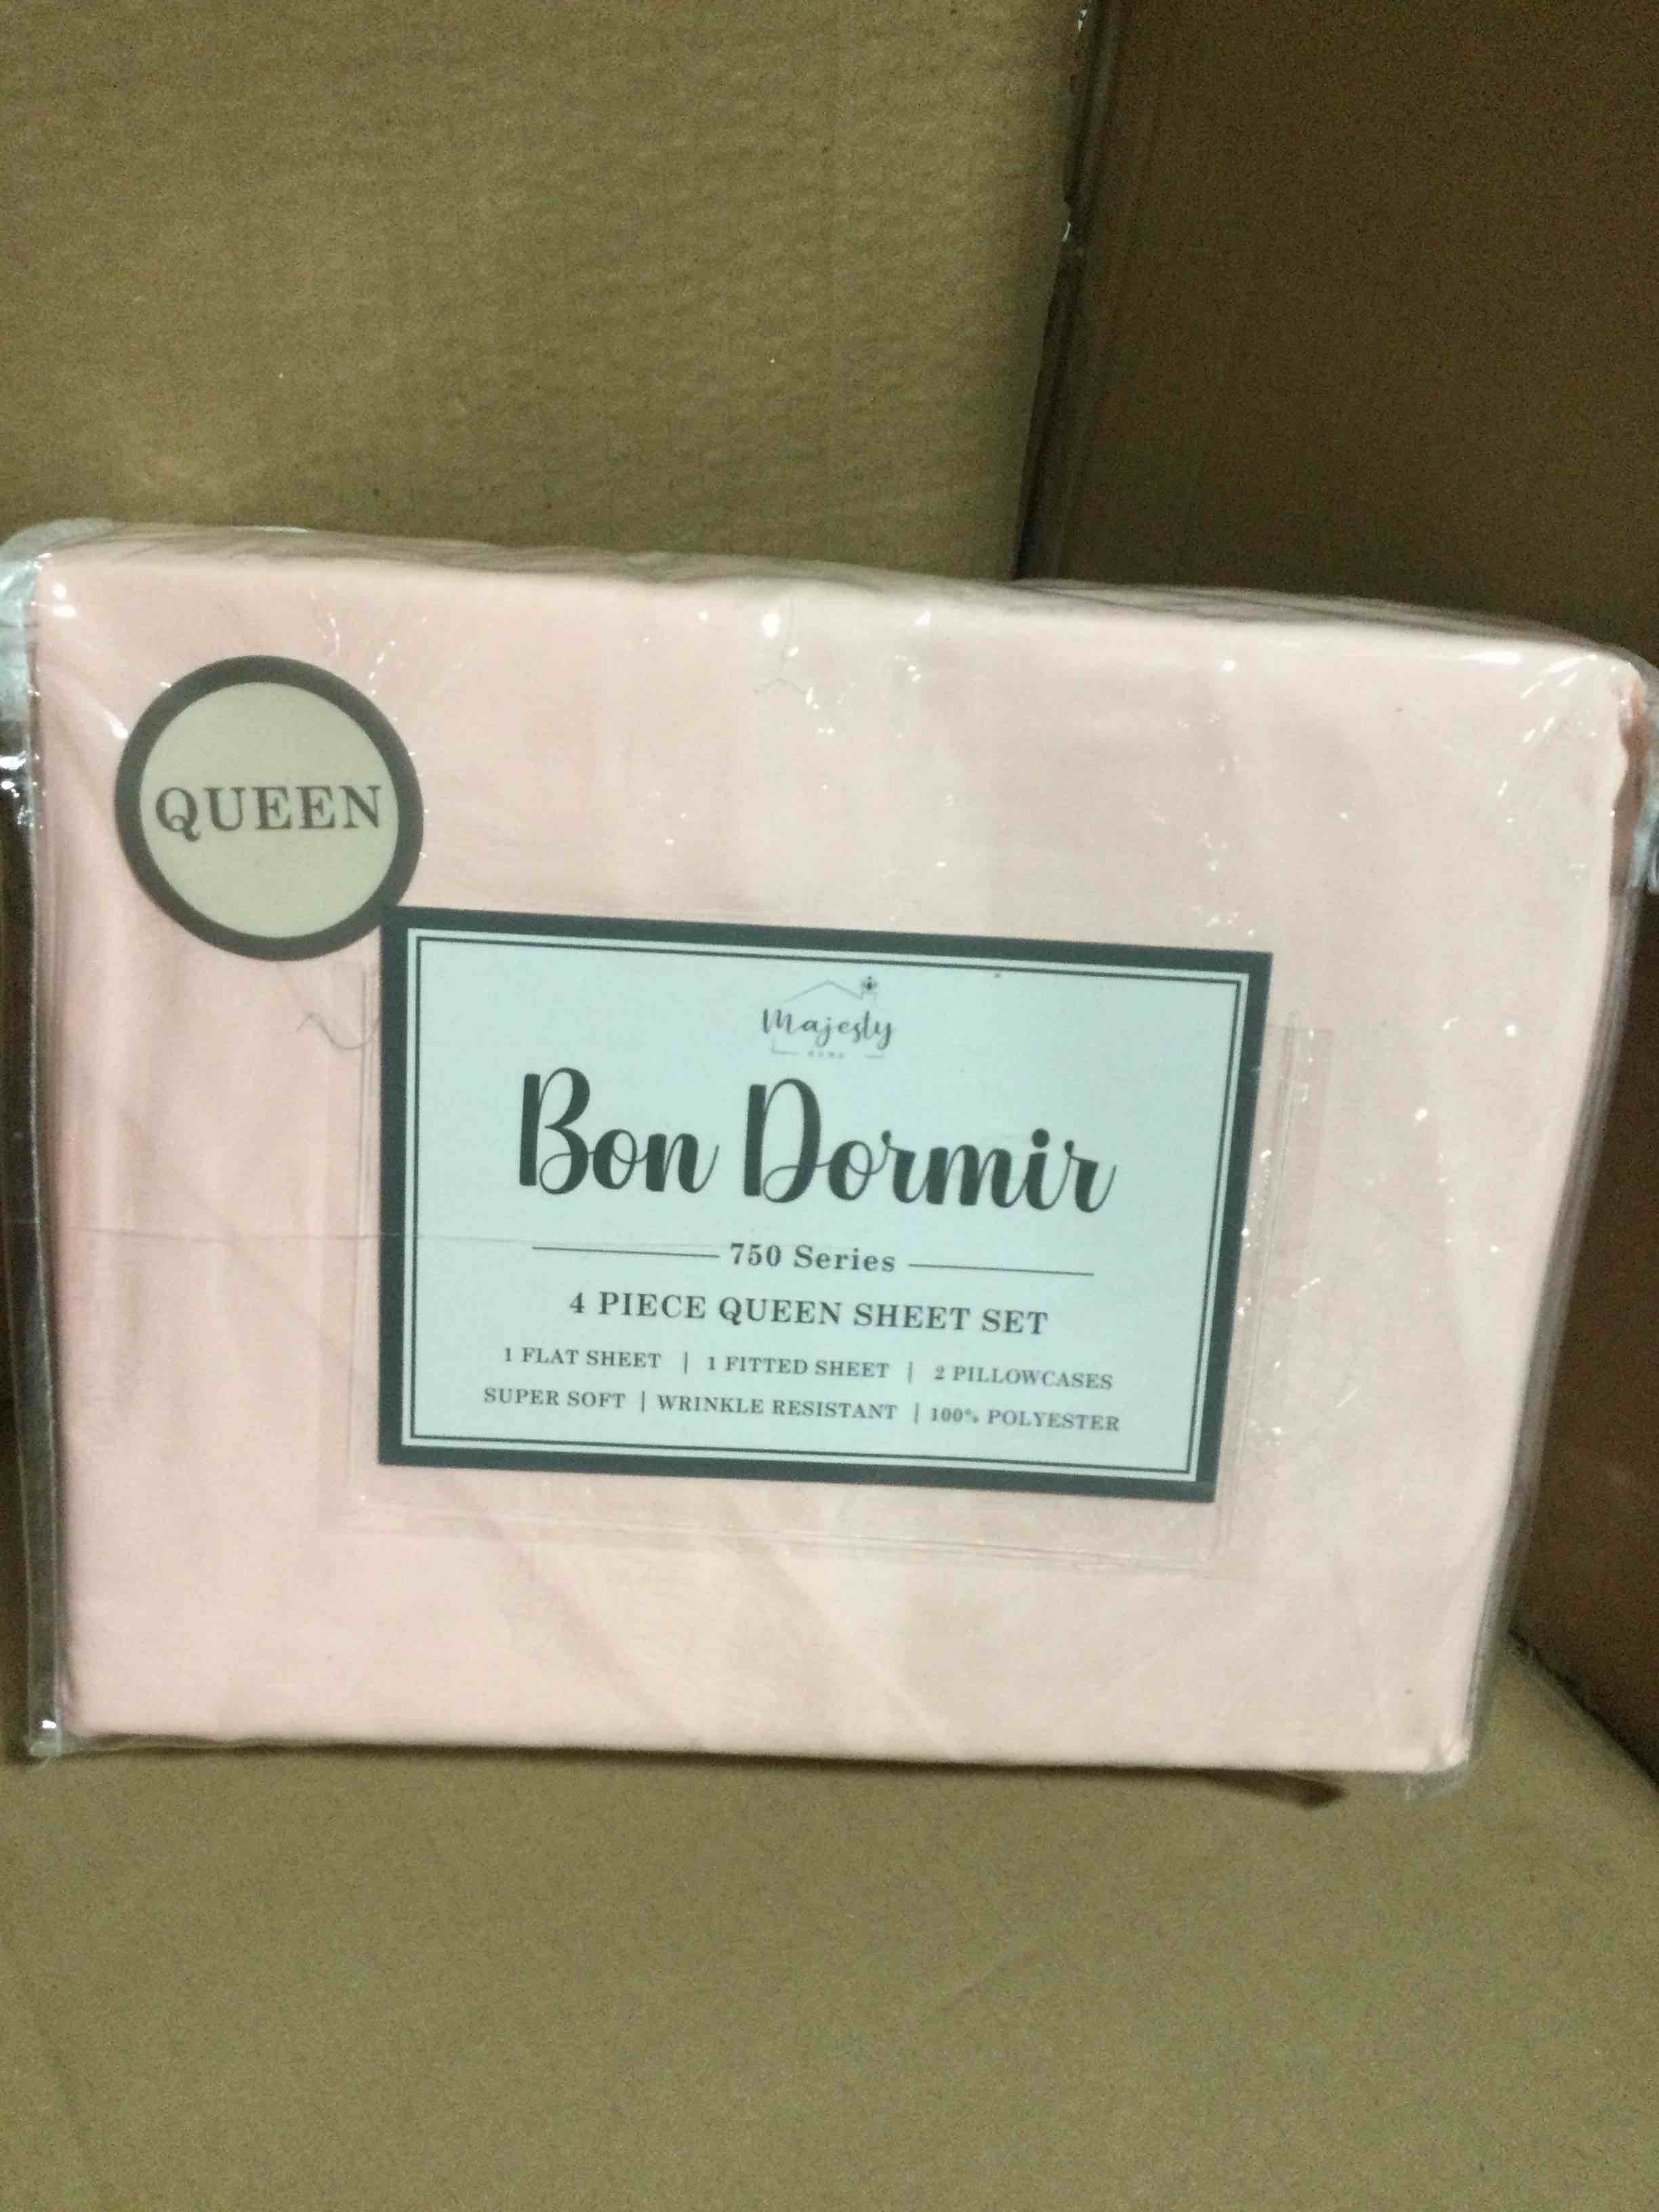 QUEEN
Majesty
HOME
Bon Dormir
750 Series
4 PIECE QUEEN SHEET SET
1 FLAT SHEET | 1 FITTED SHEET | 2 PILLOWCASES
SUPER SOFT | WRINKLE RESISTANT | 100% POLYESTER